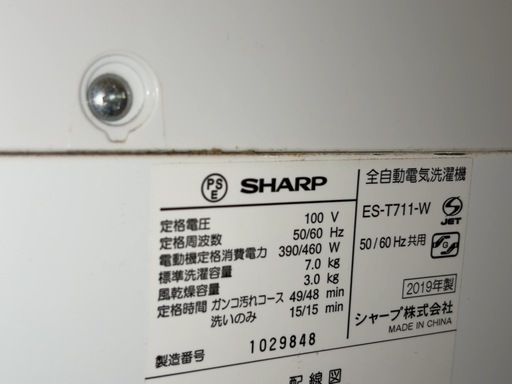 PSE SHARP
定格電圧 100 V
定格周波数 50/60 Hz
電動機定格消費電力 390/460 W
標準洗濯容量 7.0 kg
風乾燥容量 3.0 kg
定格時間 ガンコ汚れコース 49/48 min
洗いのみ 15/15 min
製造番号 1029848
全自動電気洗濯機
ES-T711-W S JET
50/60Hz共用
2019年製
シャープ株式会社
MADE IN CHINA
配線図